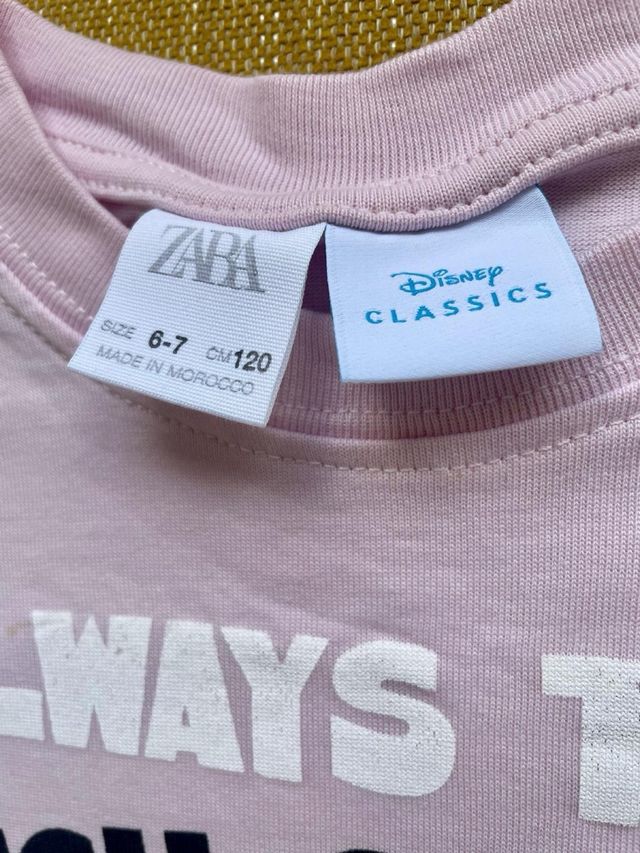 ZARA
SIZE 6-7 CM 120
MADE IN MOROCCO
Disney
CLASSICS
LWAYS T